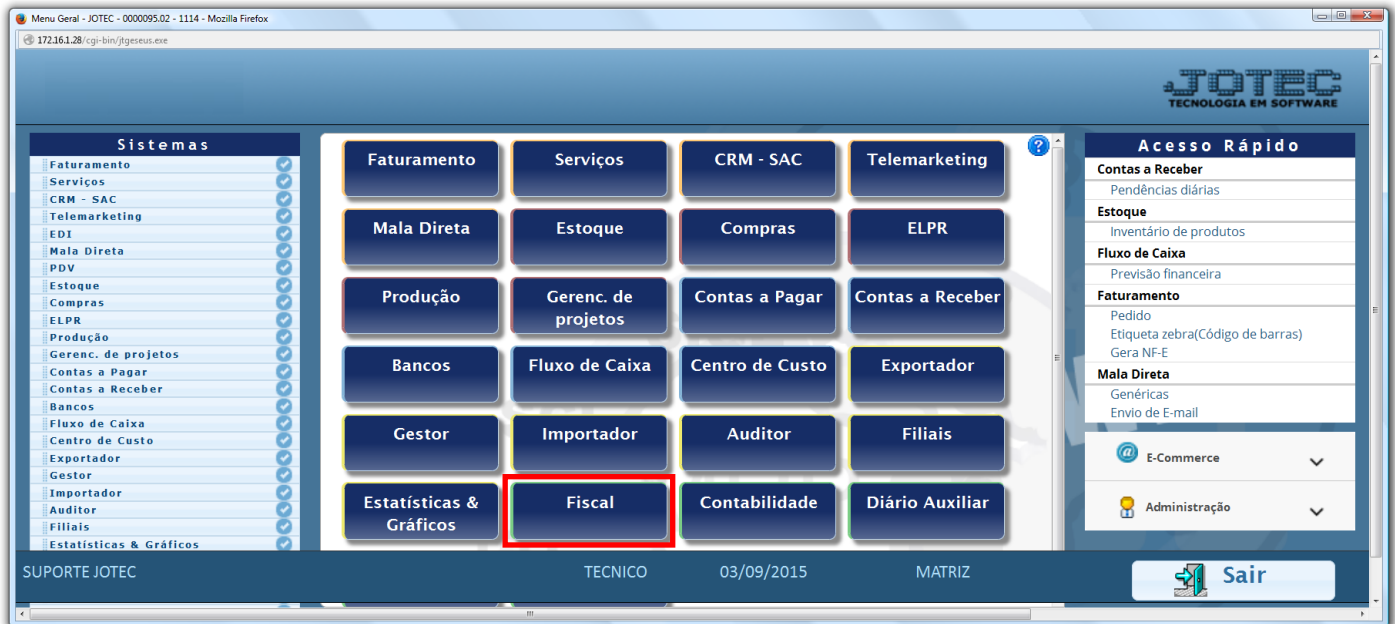 Menu Geral - JOTEC - 0000095.02 - 1114 - Mozilla Firefox
172.16.1.28/cgi-bin/jtgeseus.exe
JOTEC
TECNOLOGIA EM SOFTWARE
Sistemas
Faturamento
Serviços
CRM - SAC
Telemarketing
EDI
Mala Direta
PDV
Estoque
Compras
ELPR
Produção
Gerenc. de projetos
Contas a Pagar
Contas a Receber
Bancos
Fluxo de Caixa
Centro de Custo
Exportador
Gestor
Importador
Auditor
Filiais
Estatísticas & Gráficos
Faturamento
Serviços
CRM - SAC
Telemarketing
Mala Direta
Estoque
Compras
ELPR
Produção
Gerenc. de
projetos
Contas a Pagar
Contas a Receber
Bancos
Fluxo de Caixa
Centro de Custo
Exportador
Gestor
Importador
Auditor
Filiais
Estatísticas &
Gráficos
Fiscal
Contabilidade
Diário Auxiliar
?
Acesso Rápido
Contas a Receber
Pendências diárias
Estoque
Inventário de produtos
Fluxo de Caixa
Previsão financeira
Faturamento
Pedido
Etiqueta zebra(Código de barras)
Gera NF-E
Mala Direta
Genéricas
Envio de E-mail
@ E-Commerce
Administração
SUPORTE JOTEC
TECNICO
03/09/2015
MATRIZ
Sair